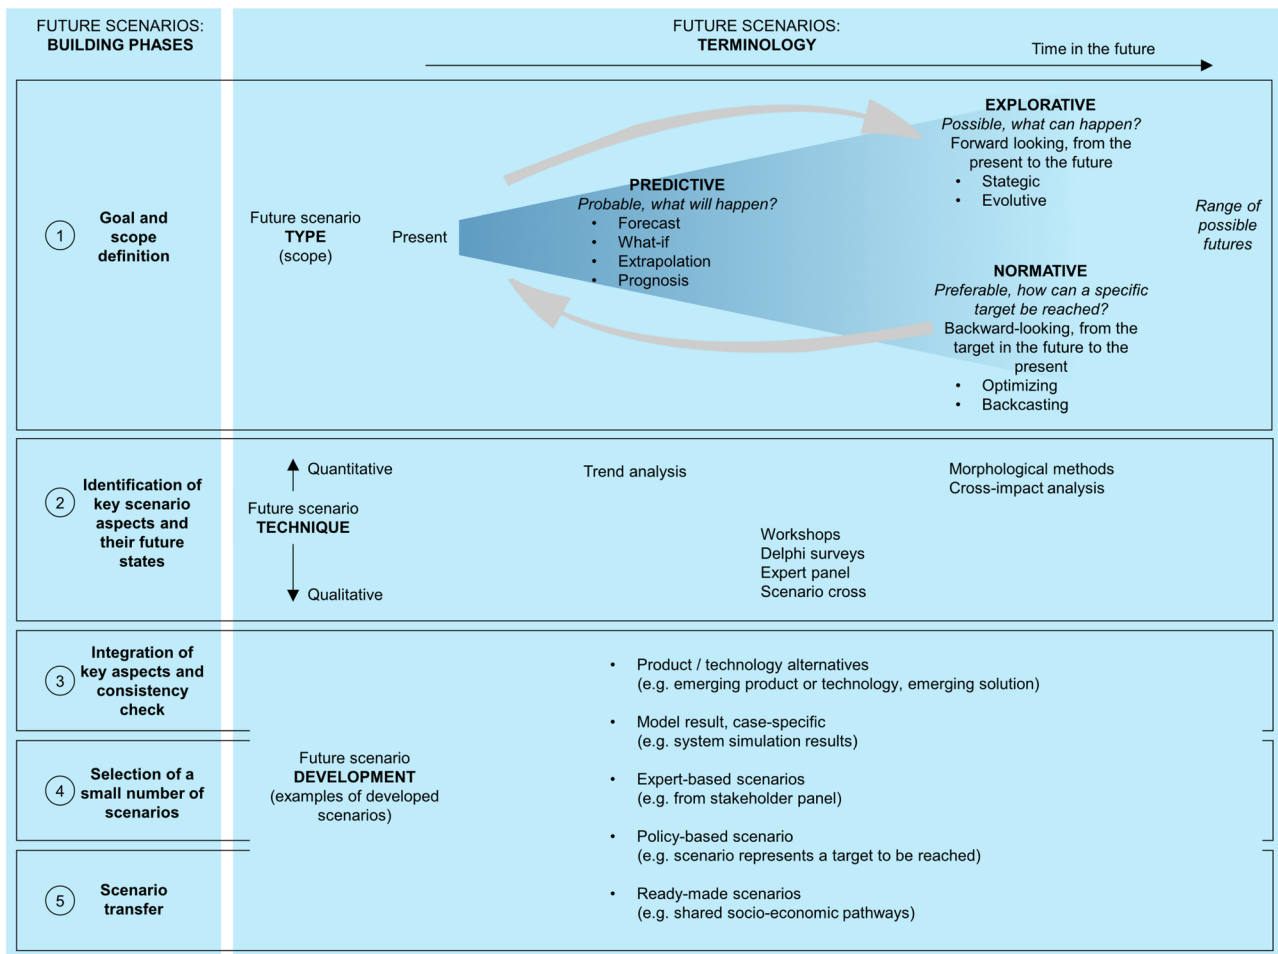 FUTURE SCENARIOS:
BUILDING PHASES
FUTURE SCENARIOS:
TERMINOLOGY
Time in the future
1
Goal and
scope
definition
Future scenario
TYPE
(scope)
Present
PREDICTIVE
Probable, what will happen?
• Forecast
• What-if
• Extrapolation
• Prognosis
EXPLORATIVE
Possible, what can happen?
Forward looking, from the
present to the future
• Stategic
• Evolutive
NORMATIVE
Preferable, how can a specific
target be reached?
Backward-looking, from the
target in the future to the
present
• Optimizing
• Backcasting
Range of
possible
futures
2
Identification of
key scenario
aspects and
their future
states
Quantitative
Future scenario
TECHNIQUE
Qualitative
Trend analysis
Workshops
Delphi surveys
Expert panel
Scenario cross
Morphological methods
Cross-impact analysis
3
Integration of
key aspects and
consistency
check
4
Selection of a
small number of
scenarios
5
Scenario
transfer
Future scenario
DEVELOPMENT
(examples of developed
scenarios)
• Product / technology alternatives
(e.g. emerging product or technology, emerging solution)
• Model result, case-specific
(e.g. system simulation results)
• Expert-based scenarios
(e.g. from stakeholder panel)
• Policy-based scenario
(e.g. scenario represents a target to be reached)
• Ready-made scenarios
(e.g. shared socio-economic pathways)